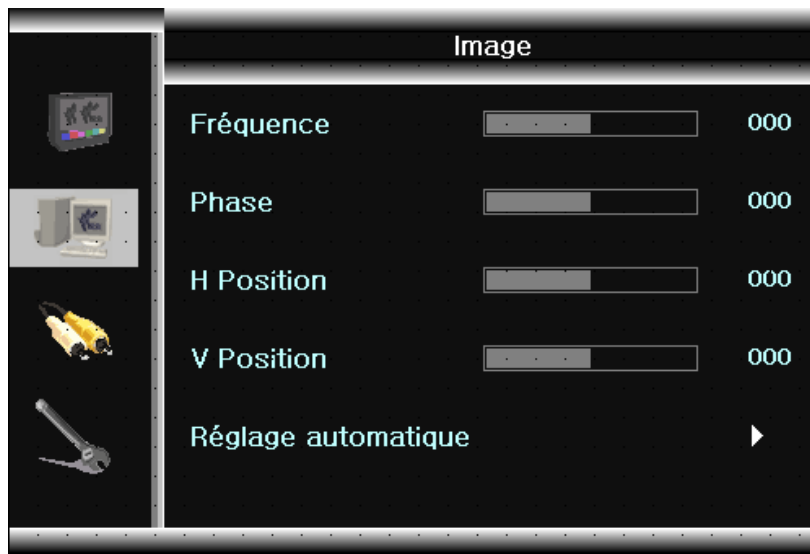 Image
Fréquence 000
Phase 000
H Position 000
V Position 000
Réglage automatique